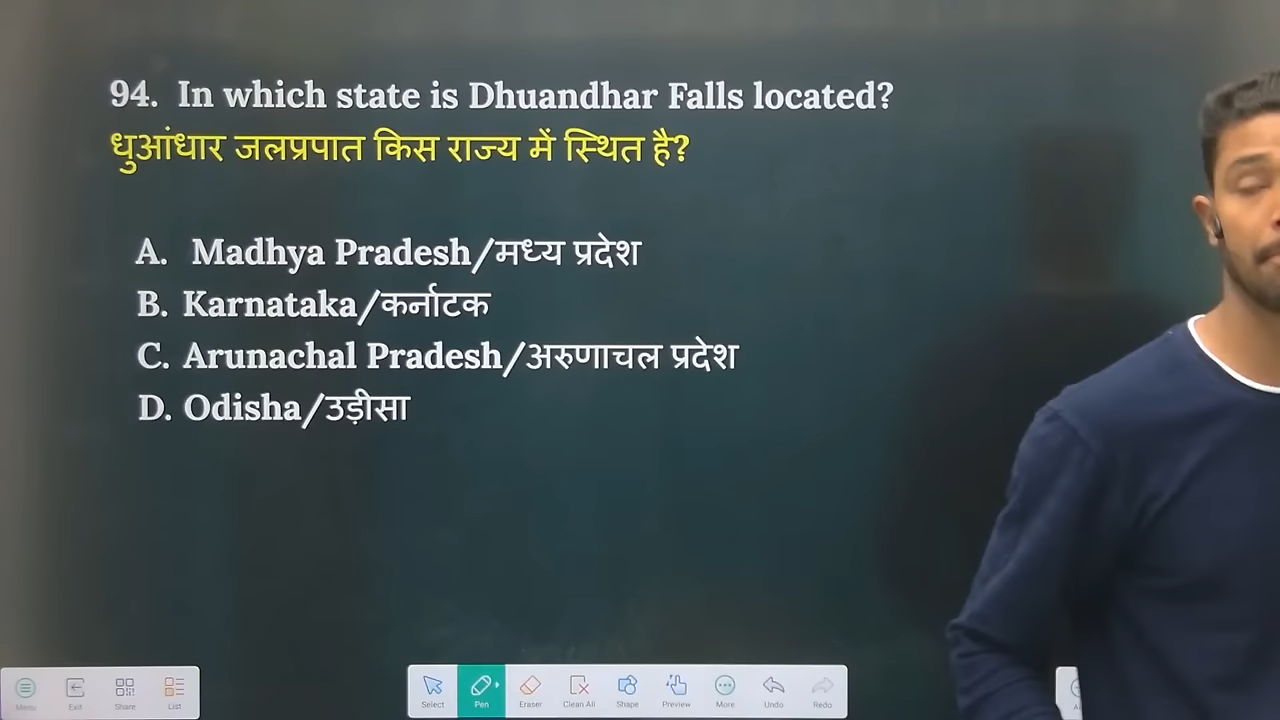 94. In which state is Dhuandhar Falls located?
धुआंधार जलप्रपात किस राज्य में स्थित है?
A. Madhya Pradesh/मध्य प्रदेश
B. Karnataka/कर्नाटक
C. Arunachal Pradesh/अरुणाचल प्रदेश
D. Odisha/उड़ीसा
Menu Exit Share List Select Pen Eraser Clean All Shape Preview More Undo Redo